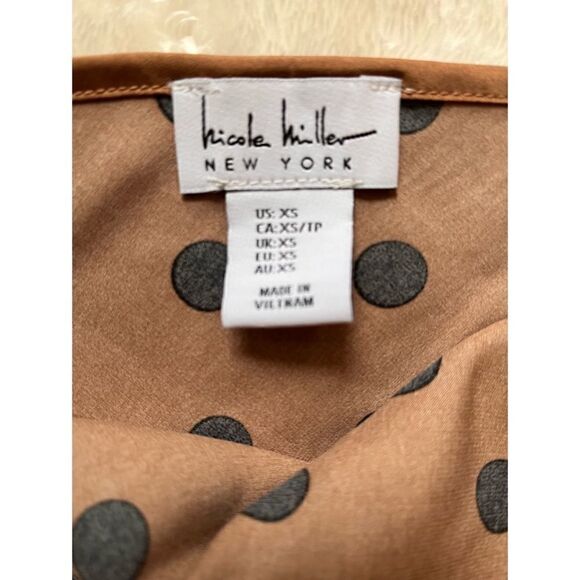 Nicole Miller
NEW YORK
US: XS
CA: XS/TP
UK: XS
EU: XS
AU: XS
MADE IN
VIETNAM